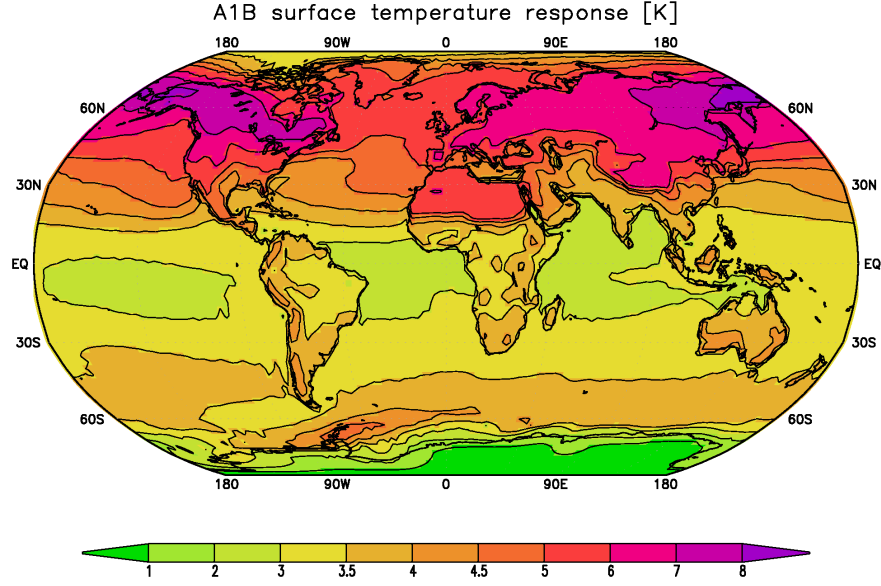 A1B surface temperature response [K]
180 90W 0 90E 180
60N 60N
30N 30N
EQ EQ
30S 30S
60S 60S
180 90W 0 90E 180
1 2 3 3.5 4 4.5 5 6 7 8